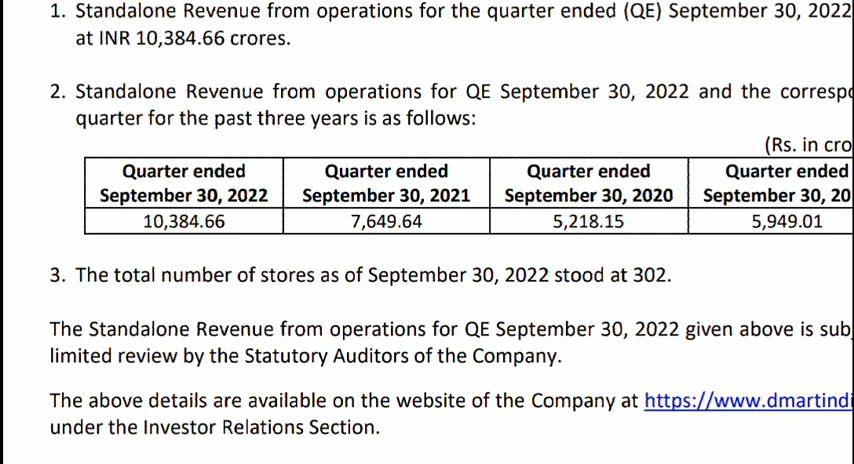 1. Standalone Revenue from operations for the quarter ended (QE) September 30, 2022
at INR 10,384.66 crores.
2. Standalone Revenue from operations for QE September 30, 2022 and the
quarter for the past three years is as follows:
(Rs. in
Quarter ended September 30, 2022 Quarter ended September 30, 2021 Quarter ended September 30, 2020 Quarter ended September 30,
10,384.66 7,649.64 5,218.15 5,949.01
3. The total number of stores as of September 30, 2022 stood at 302.
The Standalone Revenue from operations for QE September 30, 2022 given above is
limited review by the Statutory Auditors of the Company.
The above details are available on the website of the Company at https://www.dmartindi
under the Investor Relations Section.